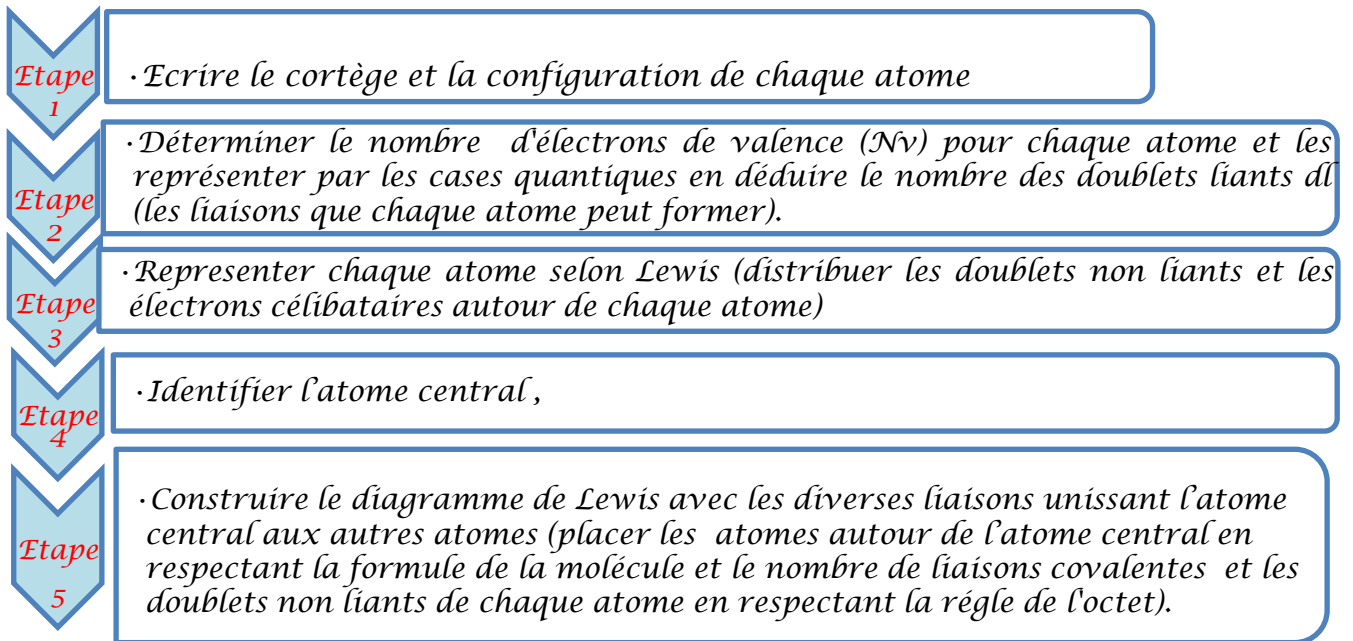 Etape
1
·Ecrire le cortège et la configuration de chaque atome
Etape
2
·Déterminer le nombre d'électrons de valence (Nv) pour chaque atome et les
représenter par les cases quantiques en déduire le nombre des doublets liants dl
(les liaisons que chaque atome peut former).
Etape
3
·Representer chaque atome selon Lewis (distribuer les doublets non liants et les
électrons célibataires autour de chaque atome)
Etape
4
·Identifier l'atome central ,
Etape
5
·Construire le diagramme de Lewis avec les diverses liaisons unissant l'atome
central aux autres atomes (placer les atomes autour de l'atome central en
respectant la formule de la molécule et le nombre de liaisons covalentes et les
doublets non liants de chaque atome en respectant la régle de l'octet).